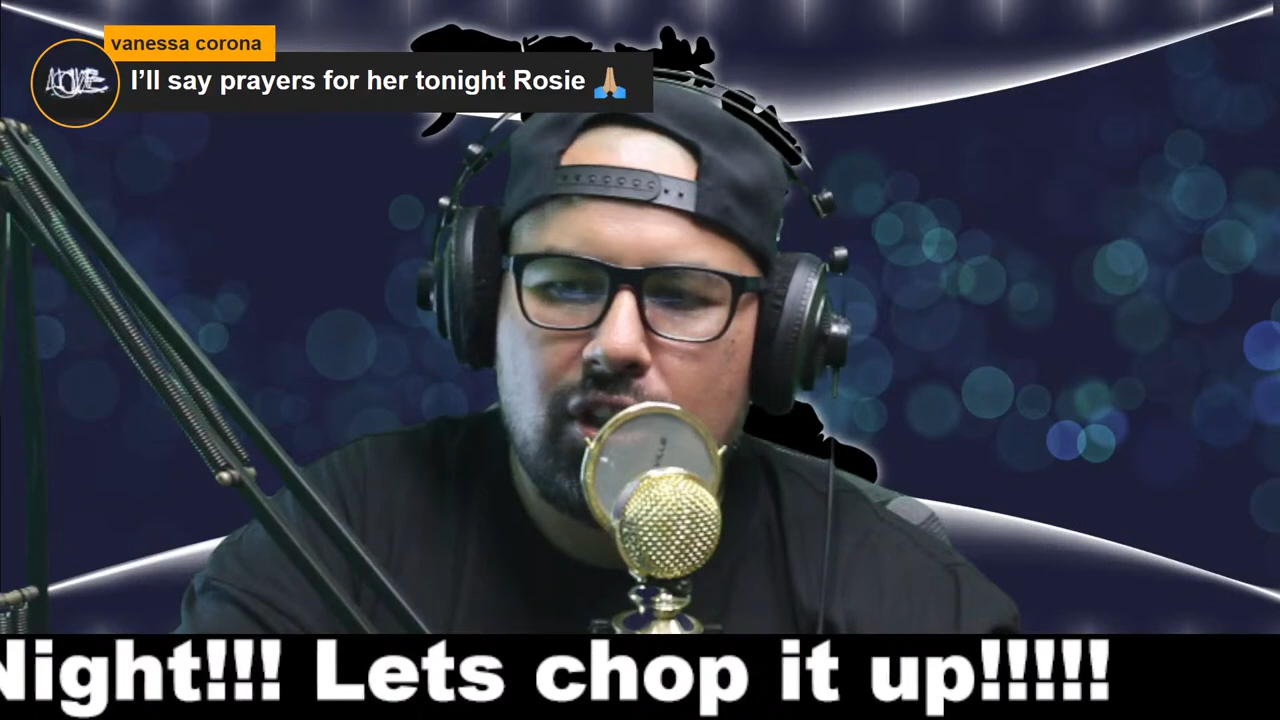 vanessa corona
I’ll say prayers for her tonight Rosie 🙏🏼
Night!!! Lets chop it up!!!!!